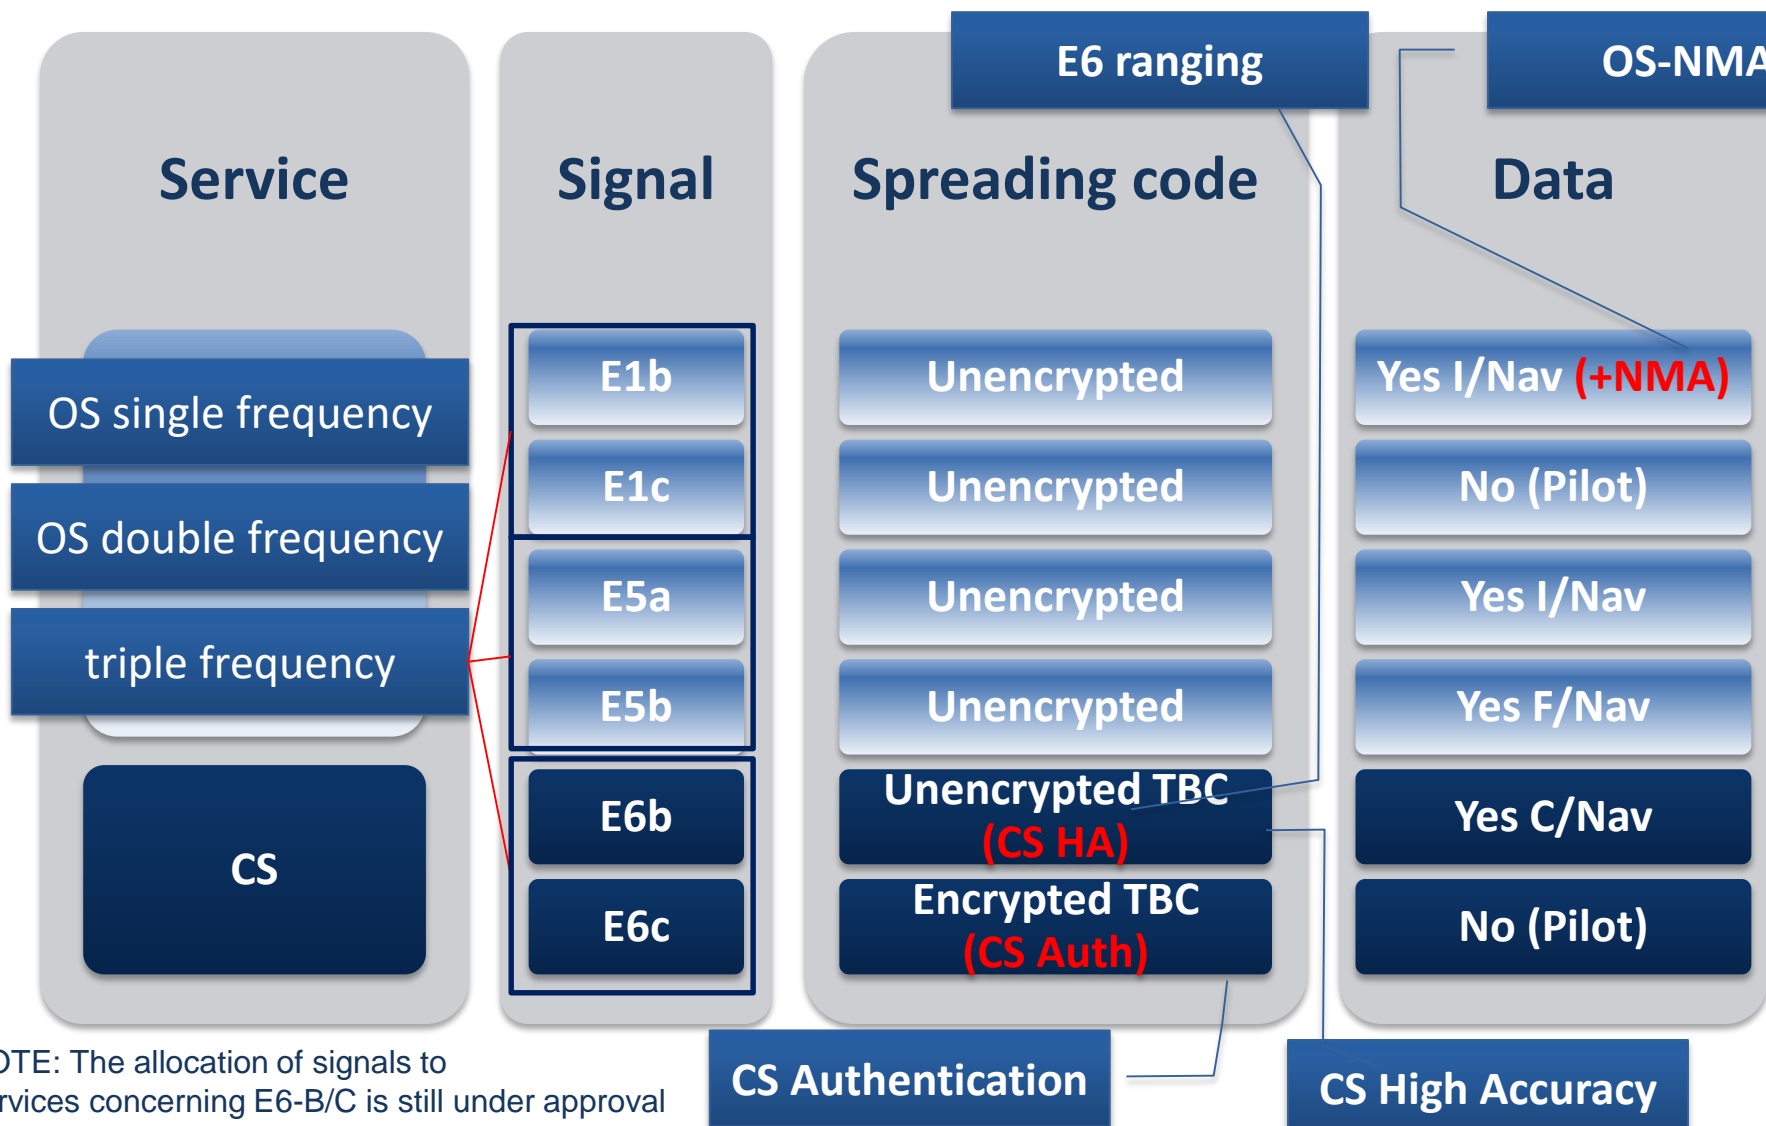 E6 ranging
OS-NMA
Service
Signal
Spreading code
Data
OS single frequency
OS double frequency
triple frequency
CS
E1b
Unencrypted
Yes I/Nav (+NMA)
E1c
Unencrypted
No (Pilot)
E5a
Unencrypted
Yes I/Nav
E5b
Unencrypted
Yes F/Nav
E6b
Unencrypted TBC
(CS HA)
Yes C/Nav
E6c
Encrypted TBC
(CS Auth)
No (Pilot)
OTE: The allocation of signals to
rvices concerning E6-B/C is still under approval
CS Authentication
CS High Accuracy